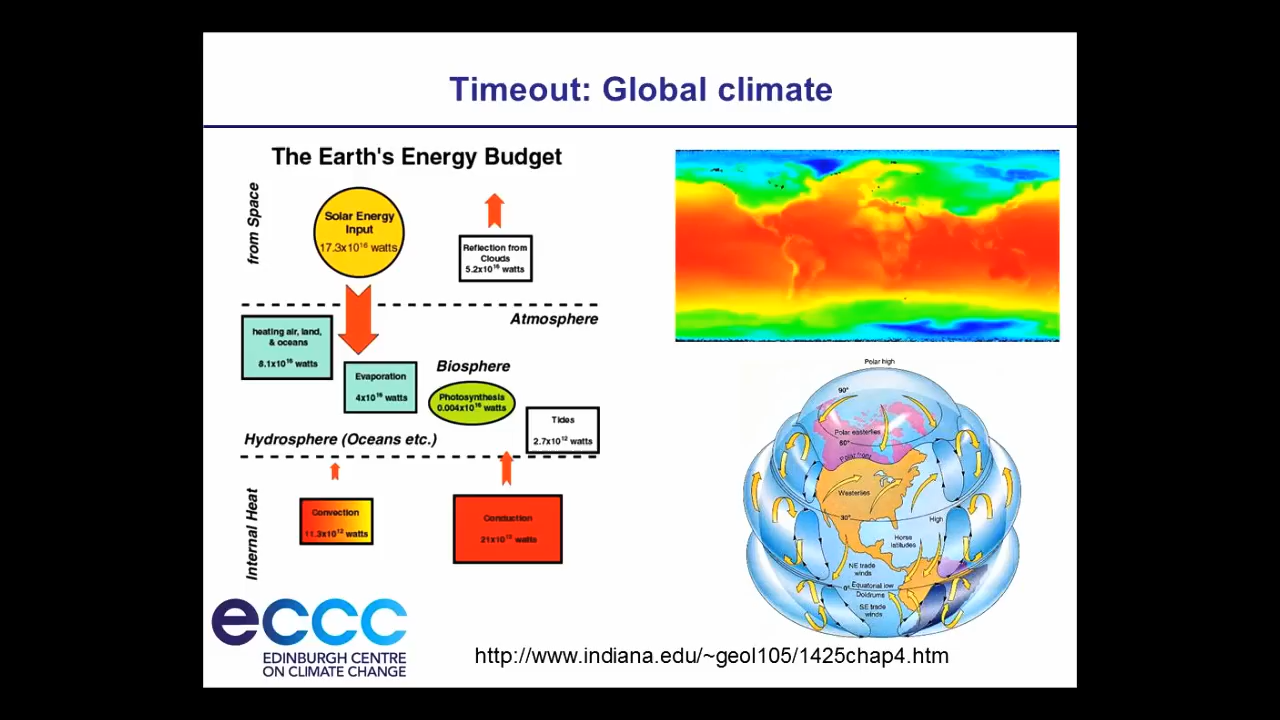 Timeout: Global climate
The Earth's Energy Budget
from Space
Solar Energy
Input
17.3x10¹⁶ watts
Reflection from
Clouds
5.2x10¹⁶ watts
Atmosphere
heating air, land,
& oceans
8.1x10¹⁶ watts
Evaporation
4x10¹⁶ watts
Biosphere
Photosynthesis
0.004x10¹⁶ watts
Tides
2.7x10¹² watts
Hydrosphere (Oceans etc.)
Internal Heat
Convection
11.3x10¹² watts
Conduction
21x10¹² watts
Polar high
90°
Polar easterlies
60°
Polar front
Westerlies
30°
High
Horse
latitudes
NE trade
winds
0°
Equatorial low
Doldrums
SE trade
winds
eccc
EDINBURGH CENTRE
ON CLIMATE CHANGE
http://www.indiana.edu/~geol105/1425chap4.htm